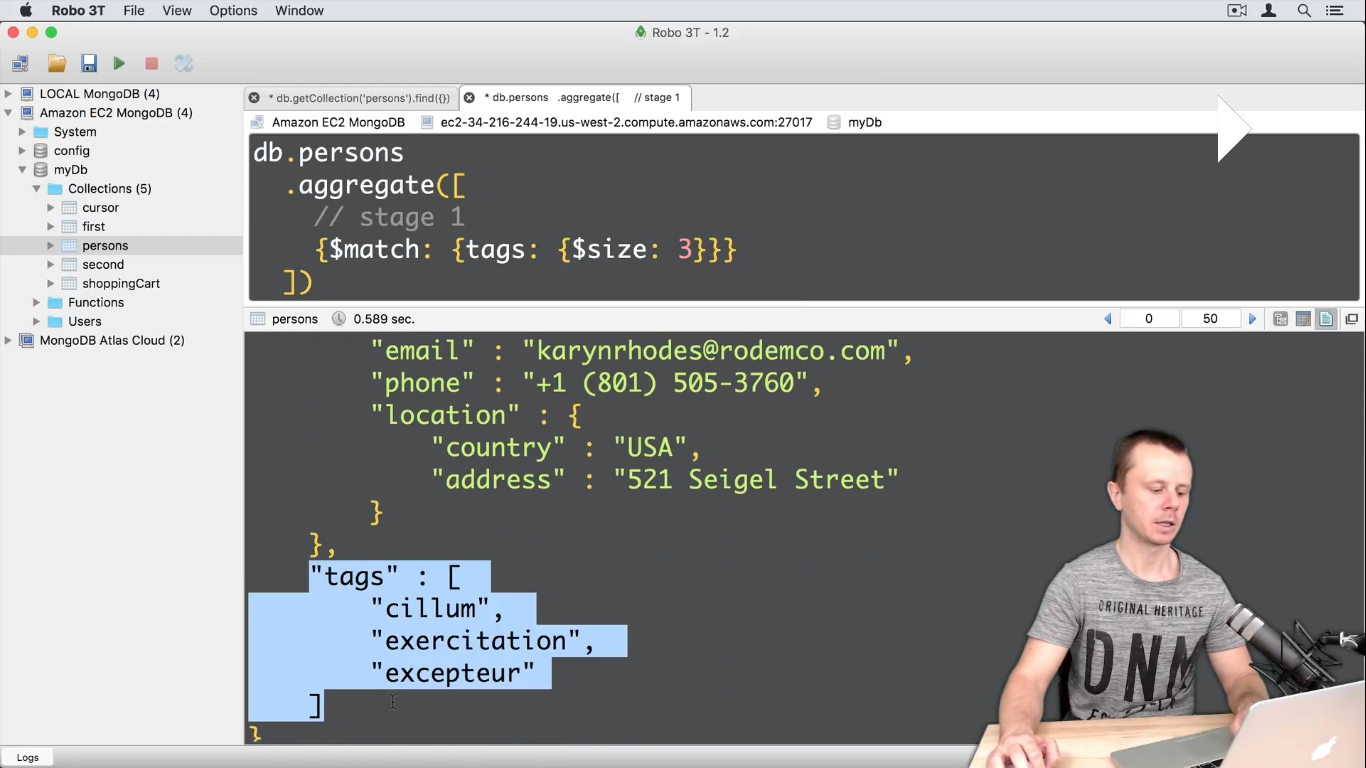 Robo 3T File View Options Window
Robo 3T - 1.2
LOCAL MongoDB (4)
Amazon EC2 MongoDB (4)
System
config
myDb
Collections (5)
cursor
first
persons
second
shoppingCart
Functions
Users
MongoDB Atlas Cloud (2)
* db.getCollection('persons').find({}) * db.persons .aggregate([ // stage 1
Amazon EC2 MongoDB ec2-34-216-244-19.us-west-2.compute.amazonaws.com:27017 myDb
db.persons
.aggregate([
// stage 1
{$match: {tags: {$size: 3}}}
])
persons 0.589 sec. 0 50
"email" : "karynrhodes@rodemco.com",
"phone" : "+1 (801) 505-3760",
"location" : {
"country" : "USA",
"address" : "521 Seigel Street"
}
},
"tags" : [
"cillum",
"exercitation",
"excepteur"
]
}
Logs
ORIGINAL HERITAGE
DNM